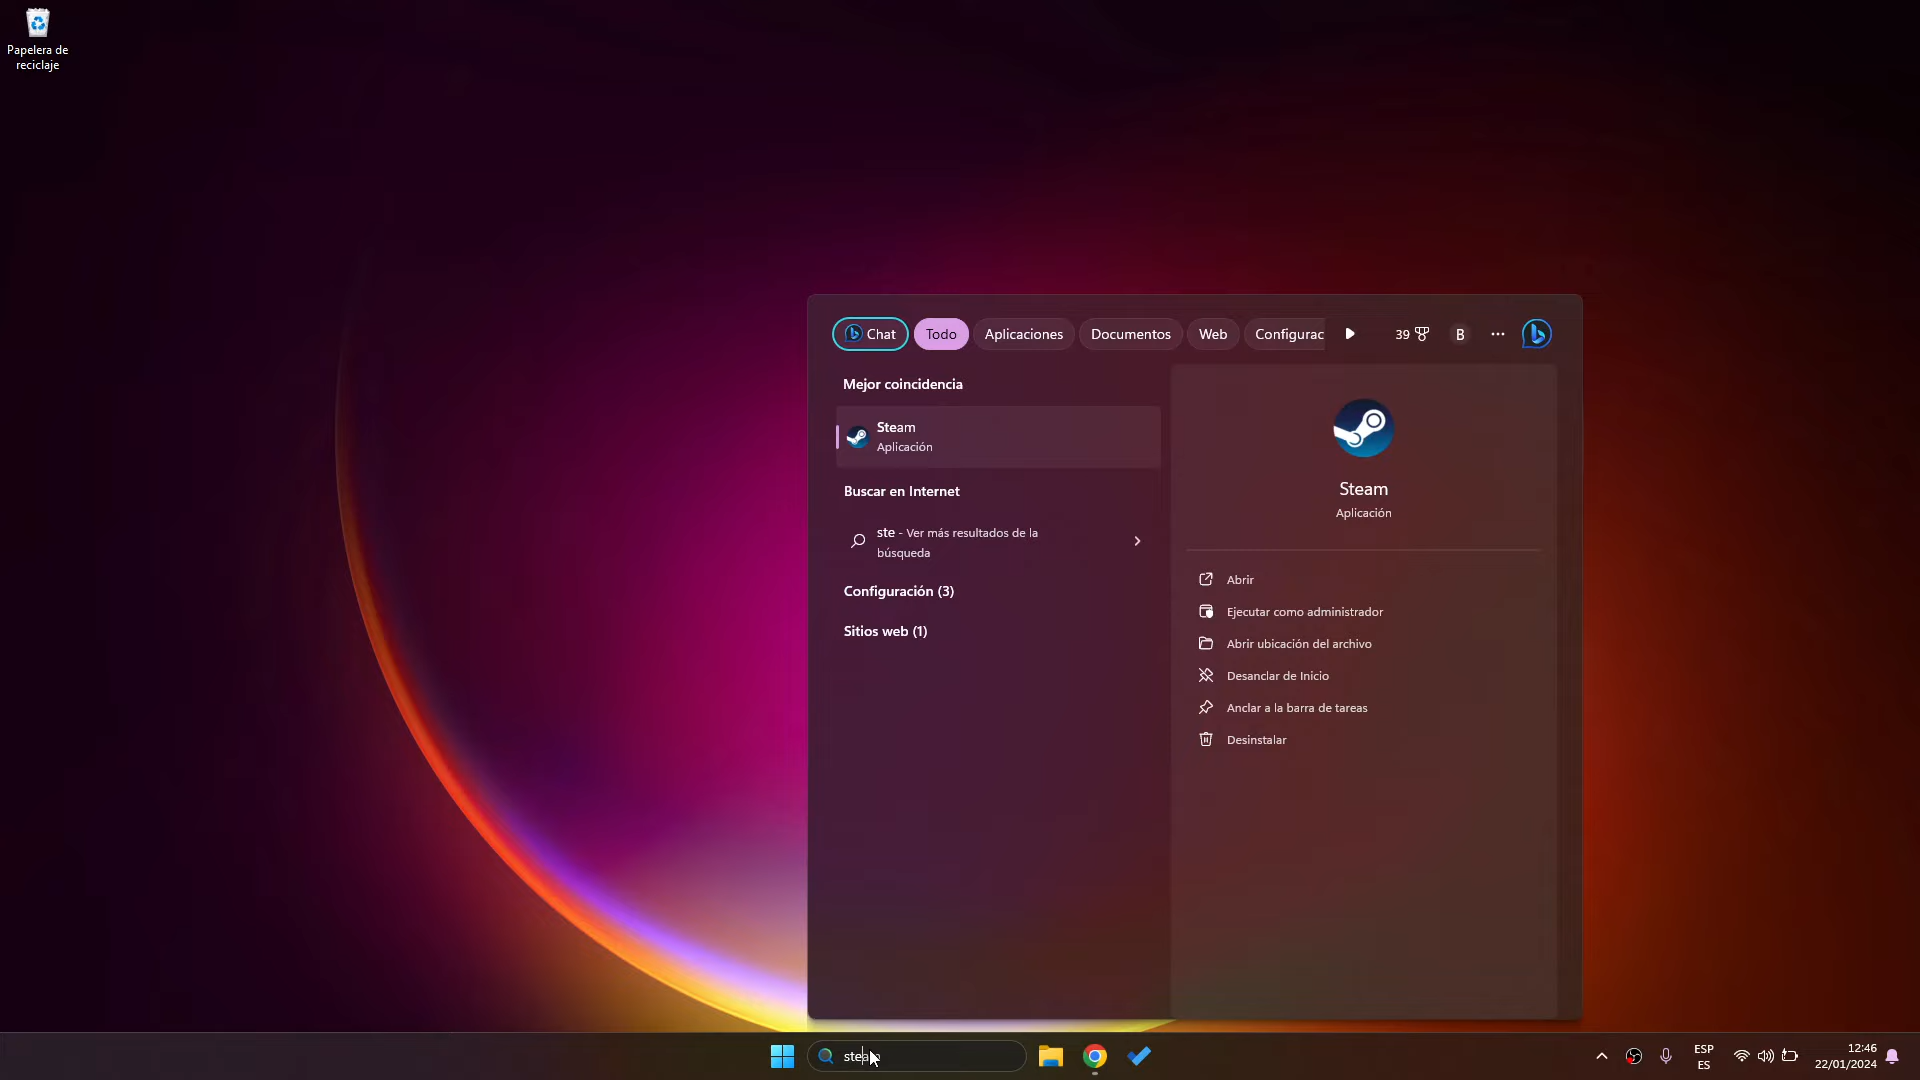 Papelera de
reciclaje
Chat
Todo
Aplicaciones
Documentos
Web
Configurac
39
B
Mejor coincidencia
Steam
Aplicación
Buscar en Internet
ste - Ver más resultados de la
búsqueda
Configuración (3)
Sitios web (1)
Steam
Aplicación
Abrir
Ejecutar como administrador
Abrir ubicación del archivo
Desanclar de Inicio
Anclar a la barra de tareas
Desinstalar
steam
ESP
ES
12:46
22/01/2024